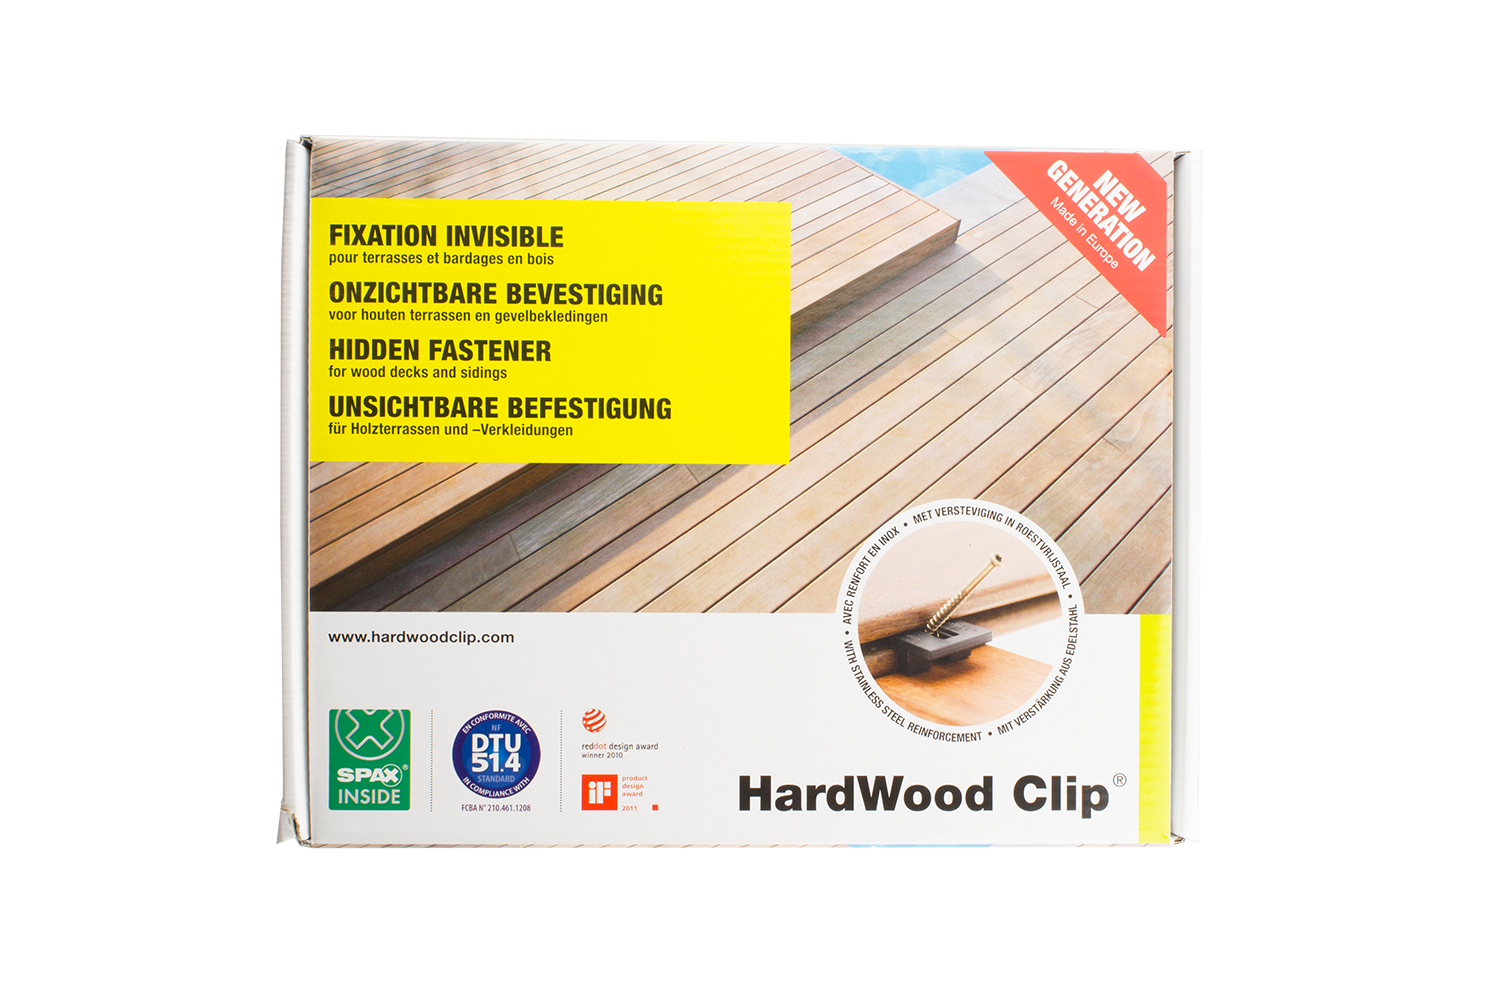 FIXATION INVISIBLE
pour terrasses et bardages en bois
ONZICHTBARE BEVESTIGING
voor houten terrassen en gevelbekledingen
HIDDEN FASTENER
for wood decks and sidings
UNSICHTBARE BEFESTIGUNG
für Holzterrassen und –Verkleidungen
NEW
GENERATION
Made in Europe
AVEC RENFORT EN INOX • MET VERSTEVIGING IN ROESTVRIJSTAAL •
WITH STAINLESS STEEL REINFORCEMENT • MIT VERSTÄRKUNG AUS EDELSTAHL •
www.hardwoodclip.com
SPAX®
INSIDE
EN CONFORMITE AVEC
NF
DTU
51.4
STANDARD
IN COMPLIANCE WITH
FCBA N° 210.461.1208
reddot design award
winner 2010
iF
product
design
award
2011
HardWood Clip®